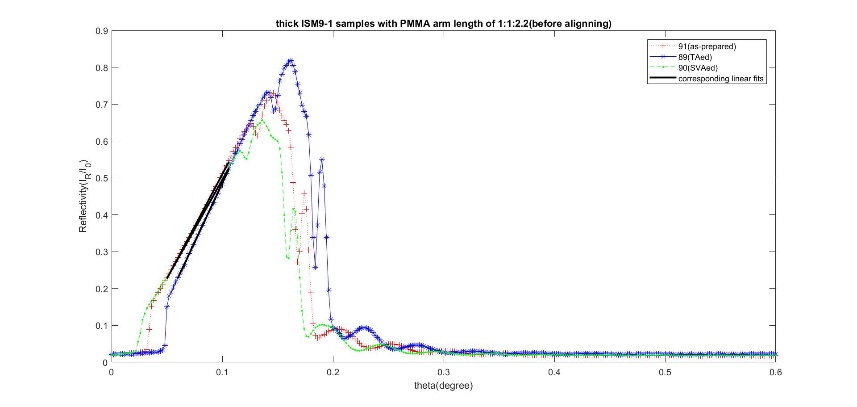 thick ISM9-1 samples with PMMA arm length of 1:1:2.2(before alignning)
91(as-prepared)
89(TAed)
90(SVAed)
corresponding linear fits
Reflectivity(I_R/I_0)
0.9
0.8
0.7
0.6
0.5
0.4
0.3
0.2
0.1
0
0 0.1 0.2 0.3 0.4 0.5 0.6
theta(degree)